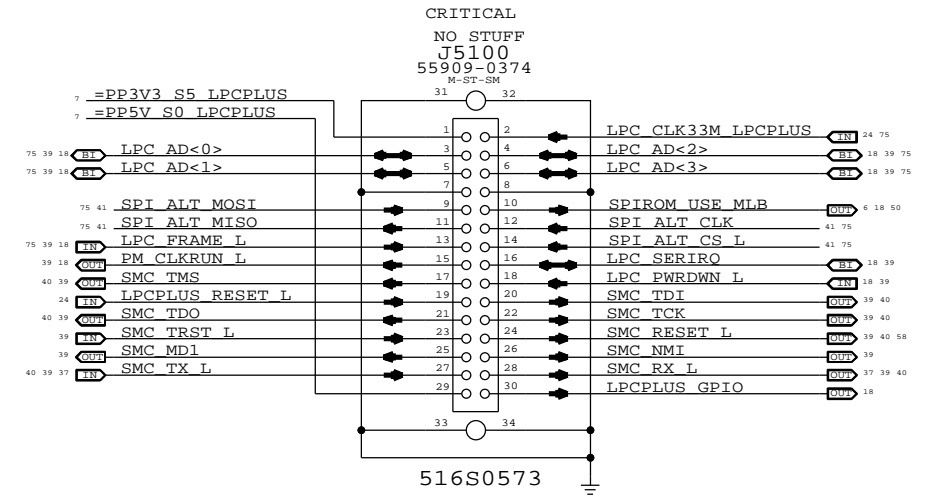 CRITICAL
NO STUFF
J5100
55909-0374
M-ST-SM
31 32
7 =PP3V3_S5_LPCPLUS
7 =PP5V_S0_LPCPLUS
1 2 LPC_CLK33M_LPCPLUS IN 24 75
75 39 18 BI LPC_AD<0> 3 4 LPC_AD<2> BI 18 39 75
75 39 18 BI LPC_AD<1> 5 6 LPC_AD<3> BI 18 39 75
7 8
75 41 SPI_ALT_MOSI 9 10 SPIROM_USE_MLB OUT 6 18 50
75 41 SPI_ALT_MISO 11 12 SPI_ALT_CLK 41 75
75 39 18 IN LPC_FRAME_L 13 14 SPI_ALT_CS_L 41 75
39 18 OUT PM_CLKRUN_L 15 16 LPC_SERIRQ BI 18 39
40 39 OUT SMC_TMS 17 18 LPC_PWRDWN_L IN 18 39
24 IN LPCPLUS_RESET_L 19 20 SMC_TDI OUT 39 40
40 39 OUT SMC_TDO 21 22 SMC_TCK OUT 39 40
39 IN SMC_TRST_L 23 24 SMC_RESET_L OUT 39 40 58
39 OUT SMC_MD1 25 26 SMC_NMI OUT 39
40 39 37 IN SMC_TX_L 27 28 SMC_RX_L OUT 37 39 40
29 30 LPCPLUS_GPIO OUT 18
33 34
516S0573